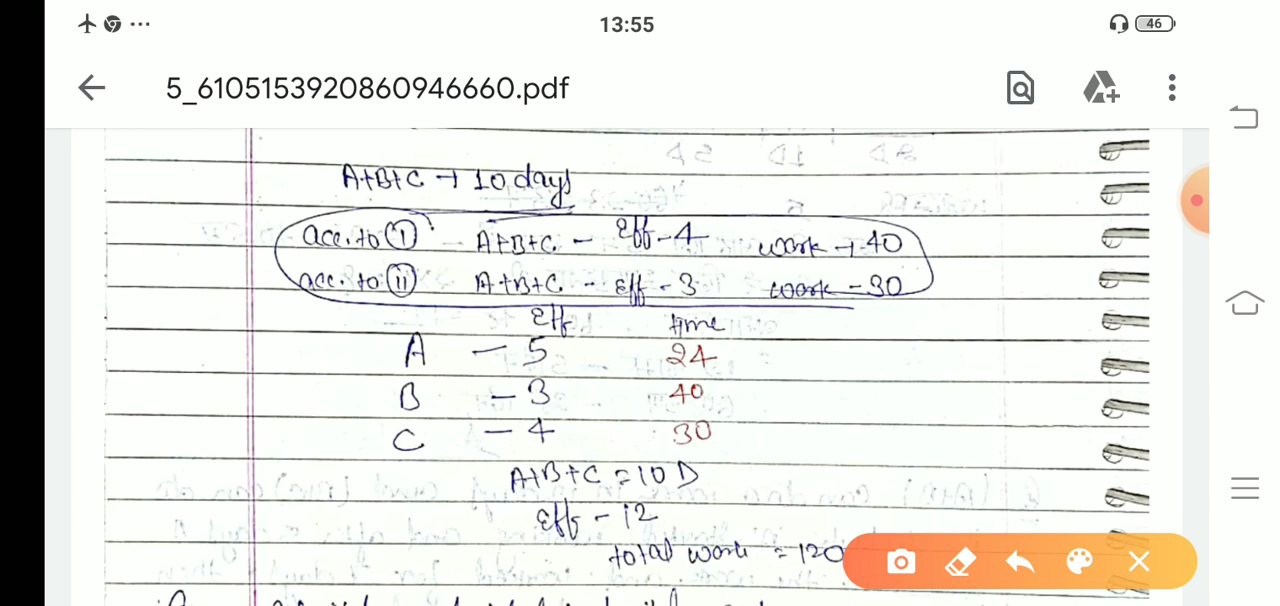 13:55
46
5_6105153920860946660.pdf
A+B+C → 10 days
acc. to (i) A+B+C - Eff - 4 work → 40
acc. to (ii) A+B+C - Eff - 3 work - 30
Eff time
A - 5 24
B - 3 40
C - 4 30
A+B+C = 10 D
Eff - 12
total work = 120